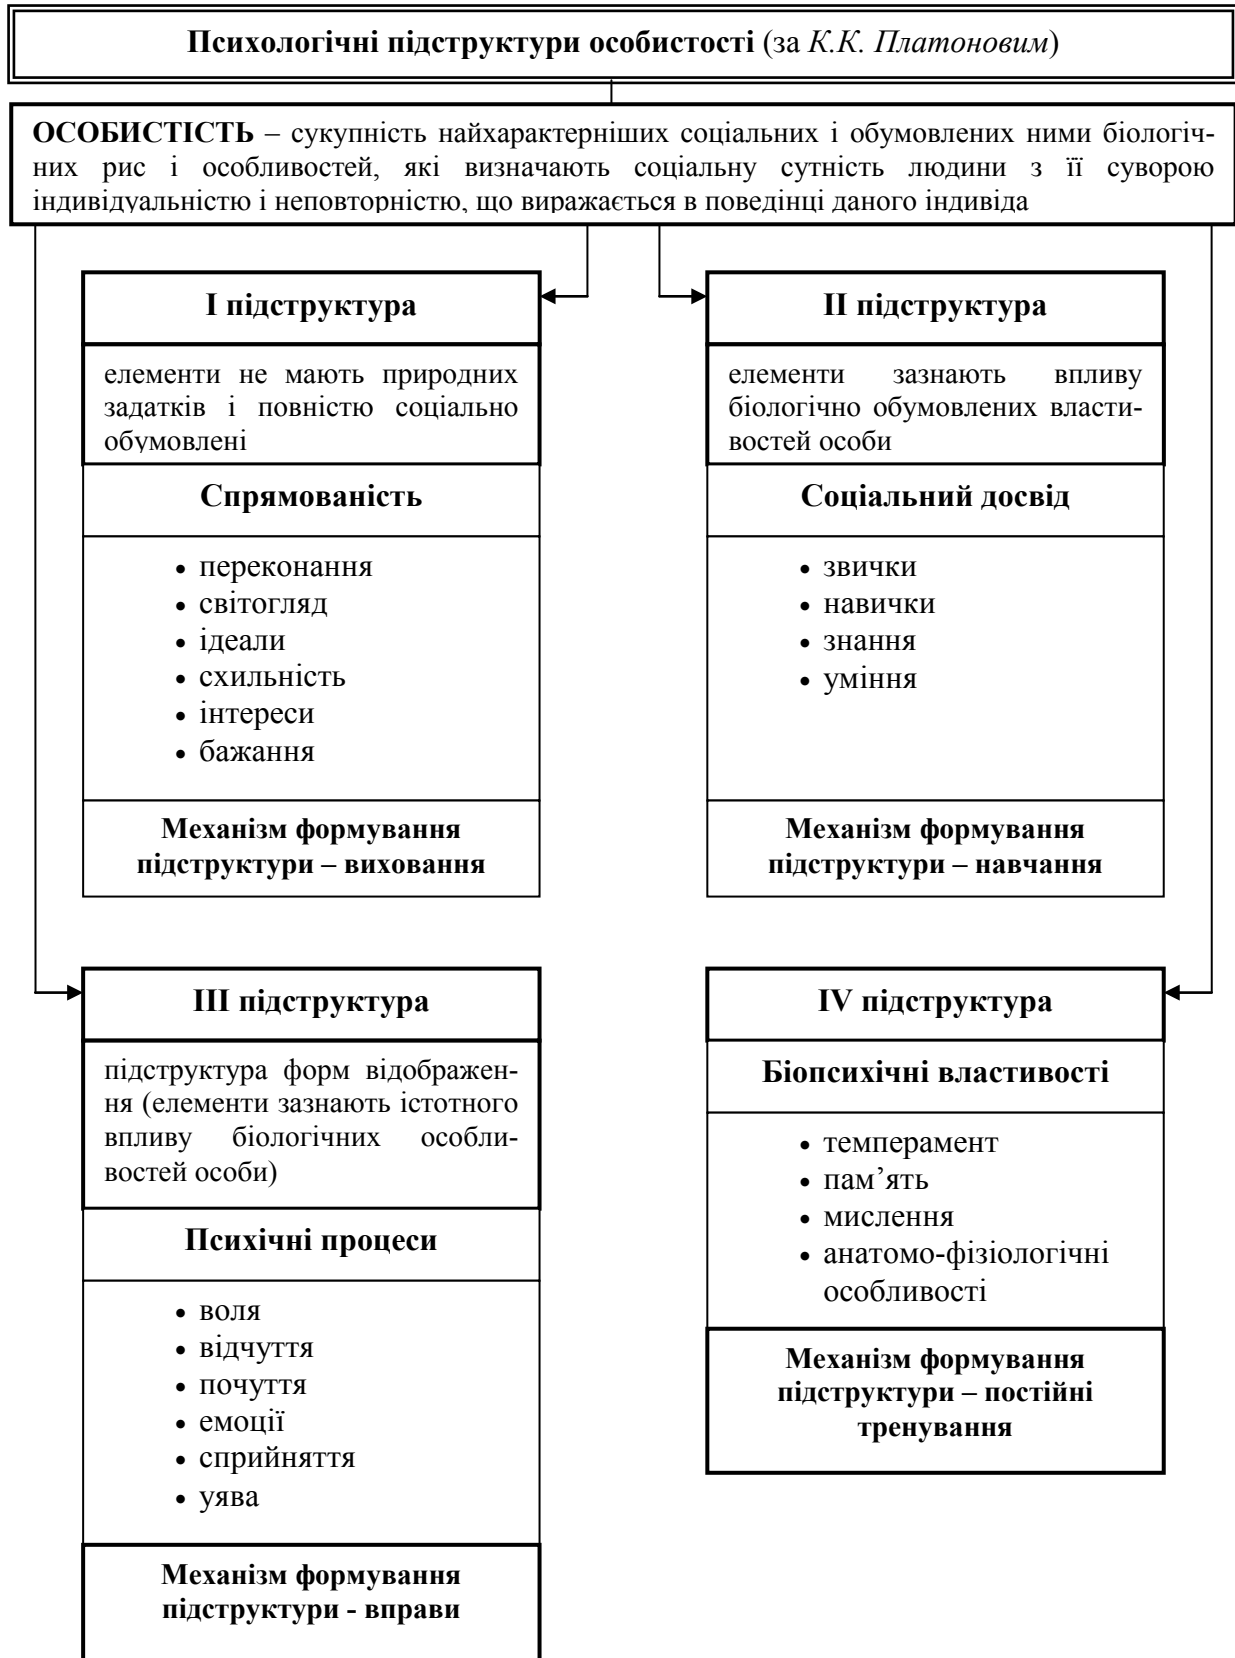 Психологічні підструктури особистості (за К.К. Платоновим)
ОСОБИСТІСТЬ – сукупність найхарактерніших соціальних і обумовлених ними біологіч-
них рис і особливостей, які визначають соціальну сутність людини з її суворою
індивідуальністю і неповторністю, що виражається в поведінці даного індивіда
І підструктура
елементи не мають природних
задатків і повністю соціально
обумовлені
Спрямованість
• переконання
• світогляд
• ідеали
• схильність
• інтереси
• бажання
Механізм формування
підструктури – виховання
ІІ підструктура
елементи зазнають впливу
біологічно обумовлених власти-
востей особи
Соціальний досвід
• звички
• навички
• знання
• уміння
Механізм формування
підструктури – навчання
ІІІ підструктура
підструктура форм відображен-
ня (елементи зазнають істотного
впливу біологічних особли-
востей особи)
Психічні процеси
• воля
• відчуття
• почуття
• емоції
• сприйняття
• уява
Механізм формування
підструктури - вправи
IV підструктура
Біопсихічні властивості
• темперамент
• пам’ять
• мислення
• анатомо-фізіологічні
особливості
Механізм формування
підструктури – постійні
тренування